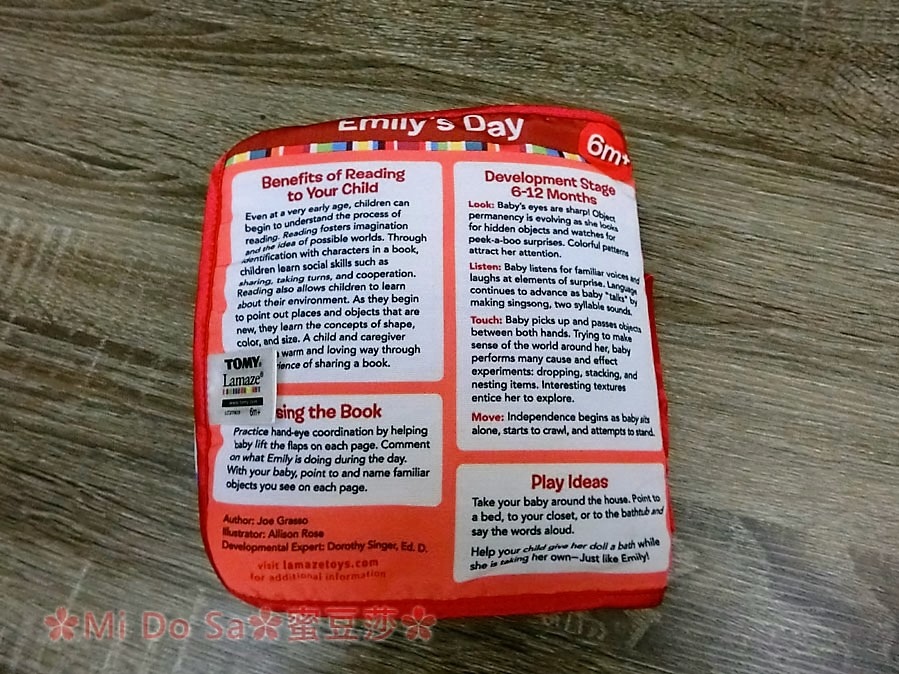 Emily's Day
6m+
Benefits of Reading
to Your Child
Even at a very early age, children can
begin to understand the process of
reading. Reading fosters imagination
and the idea of possible worlds. Through
identification with characters in a book,
children learn social skills such as
sharing, taking turns, and cooperation.
Reading also allows children to learn
about their environment. As they begin
to point out places and objects that are
new, they learn the concepts of shape,
color, and size. A child and caregiver
warm and loving way through
of sharing a book.
TOMY
Lamaze®
6m+
the Book
Practice hand-eye coordination by helping
baby lift the flaps on each page. Comment
on what Emily is doing during the day.
With your baby, point to and name familiar
objects you see on each page.
Author: Joe Grasso
Illustrator: Allison Rose
Developmental Expert: Dorothy Singer, Ed. D.
visit lamazetoys.com
for additional information
Development Stage
6-12 Months
Look: Baby's eyes are sharp! Object
permanency is evolving as she looks
for hidden objects and watches for
peek-a-boo surprises. Colorful patterns
attract her attention.
Listen: Baby listens for familiar voices and
laughs at elements of surprise. Language
continues to advance as baby "talks" by
making singsong, two syllable sounds.
Touch: Baby picks up and passes objects
between both hands. Trying to make
sense of the world around her, baby
performs many cause and effect
experiments: dropping, stacking, and
nesting items. Interesting textures
entice her to explore.
Move: Independence begins as baby sits
alone, starts to crawl, and attempts to stand.
Play Ideas
Take your baby around the house. Point to
a bed, to your closet, or to the bathtub and
say the words aloud.
Help your child give her doll a bath while
she is taking her own—Just like Emily!
✽Mi Do Sa✽蜜豆莎✽